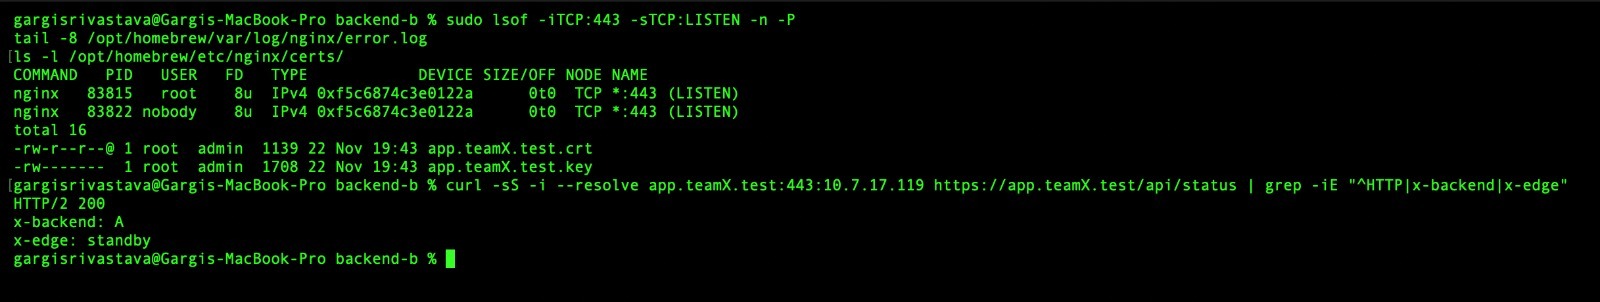 gargisrivastava@Gargis-MacBook-Pro backend-b % sudo lsof -iTCP:443 -sTCP:LISTEN -n -P
tail -8 /opt/homebrew/var/log/nginx/error.log
[ls -l /opt/homebrew/etc/nginx/certs/
COMMAND   PID   USER   FD   TYPE             DEVICE SIZE/OFF NODE NAME
nginx   83815   root    8u  IPv4 0xf5c6874c3e0122a      0t0  TCP *:443 (LISTEN)
nginx   83822 nobody    8u  IPv4 0xf5c6874c3e0122a      0t0  TCP *:443 (LISTEN)
total 16
-rw-r--r--@ 1 root  admin  1139 22 Nov 19:43 app.teamX.test.crt
-rw-------  1 root  admin  1708 22 Nov 19:43 app.teamX.test.key
[gargisrivastava@Gargis-MacBook-Pro backend-b % curl -sS -i --resolve app.teamX.test:443:10.7.17.119 https://app.teamX.test/api/status | grep -iE "^HTTP|x-backend|x-edge"
HTTP/2 200
x-backend: A
x-edge: standby
gargisrivastava@Gargis-MacBook-Pro backend-b %